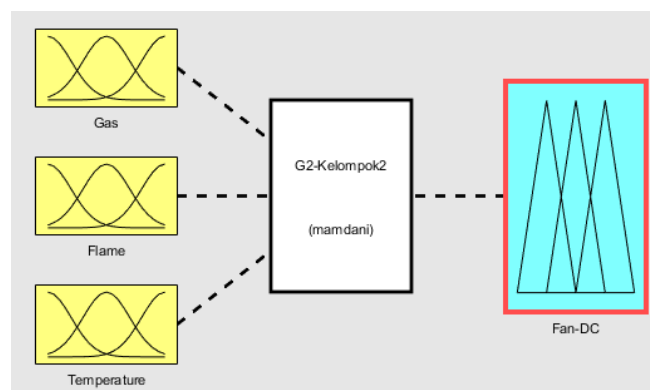 Gas
Flame
Temperature
G2-Kelompok2
(mamdani)
Fan-DC